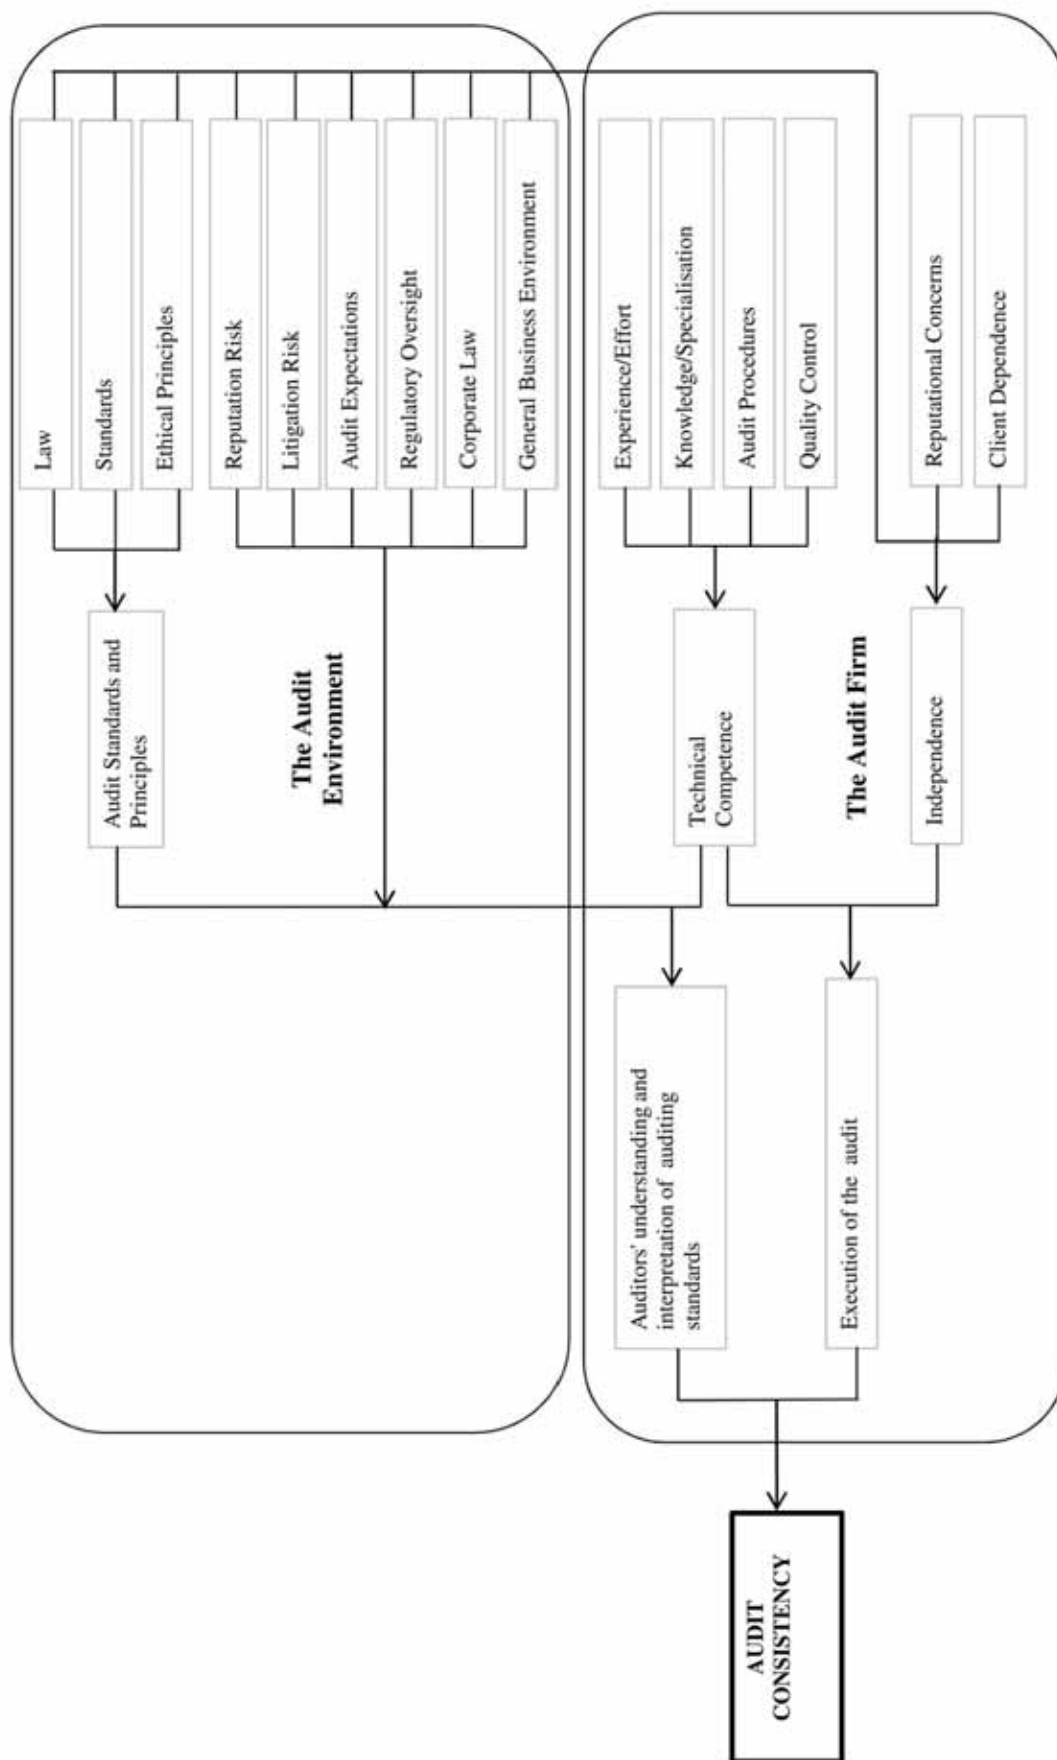 AUDIT
CONSISTENCY
Auditors' understanding and
interpretation of auditing
standards
Execution of the audit
Audit Standards and
Principles
The Audit
Environment
Technical
Competence
The Audit Firm
Independence
Law
Standards
Ethical Principles
Reputation Risk
Litigation Risk
Audit Expectations
Regulatory Oversight
Corporate Law
General Business Environment
Experience/Effort
Knowledge/Specialisation
Audit Procedures
Quality Control
Reputational Concerns
Client Dependence